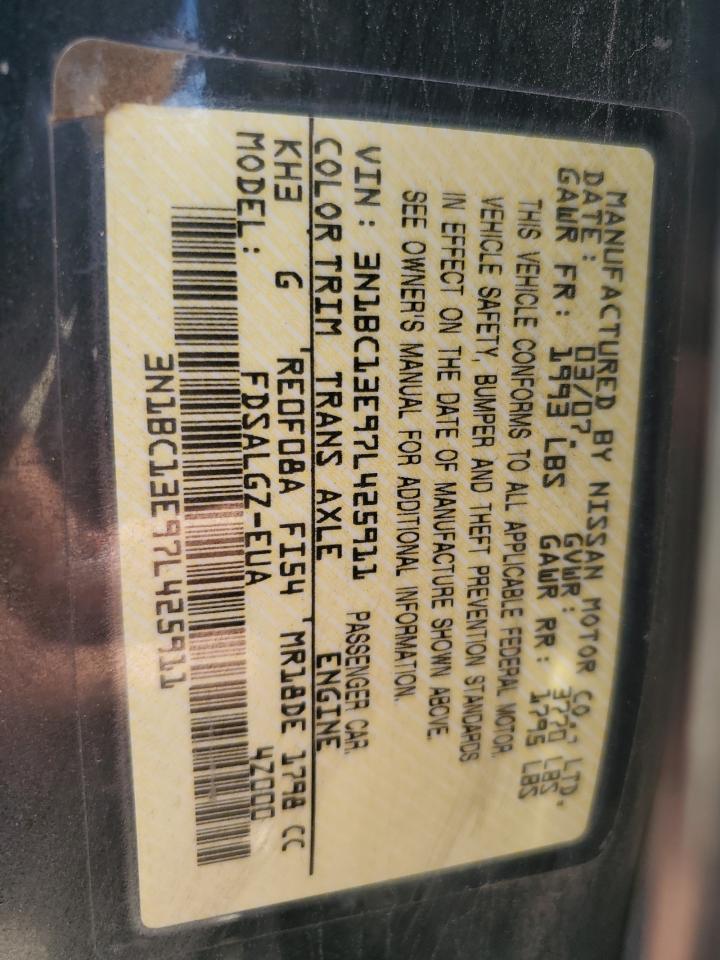 MANUFACTURED BY NISSAN MOTOR CO., LTD.
DATE: 03/07. GVWR: 3770 LBS
GAWR FR: 1993 LBS GAWR RR: 1795 LBS
THIS VEHICLE CONFORMS TO ALL APPLICABLE FEDERAL MOTOR
VEHICLE SAFETY, BUMPER AND THEFT PREVENTION STANDARDS
IN EFFECT ON THE DATE OF MANUFACTURE SHOWN ABOVE.
SEE OWNER'S MANUAL FOR ADDITIONAL INFORMATION.
VIN: 3N1BC13E97L425911 PASSENGER CAR.
COLOR TRIM TRANS AXLE ENGINE
KH3 G RE0F08A FI54 MR18DE 1798 CC
MODEL: FDSALGZ-EUA 4Z000
3N1BC13E97L425911